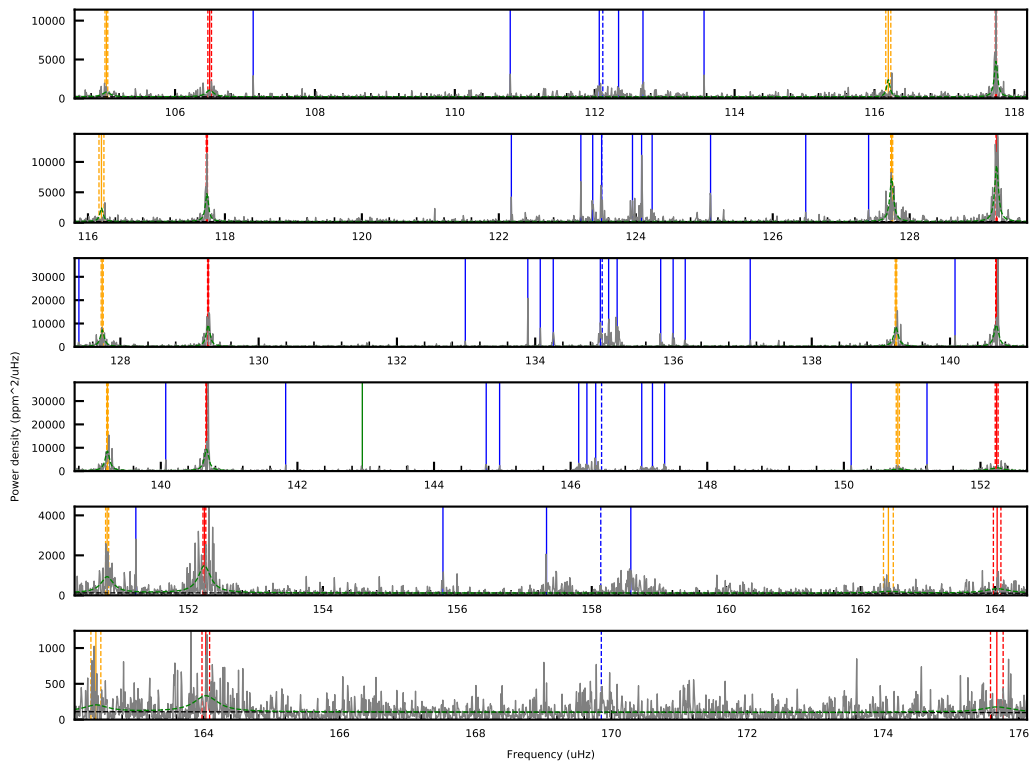 10000
5000
0
106 108 110 112 114 116 118
10000
5000
0
116 118 120 122 124 126 128
30000
20000
10000
0
128 130 132 134 136 138 140
30000
20000
10000
0
140 142 144 146 148 150 152
4000
2000
0
152 154 156 158 160 162 164
1000
500
0
164 166 168 170 172 174 176
Power density (ppm^2/uHz)
Frequency (uHz)